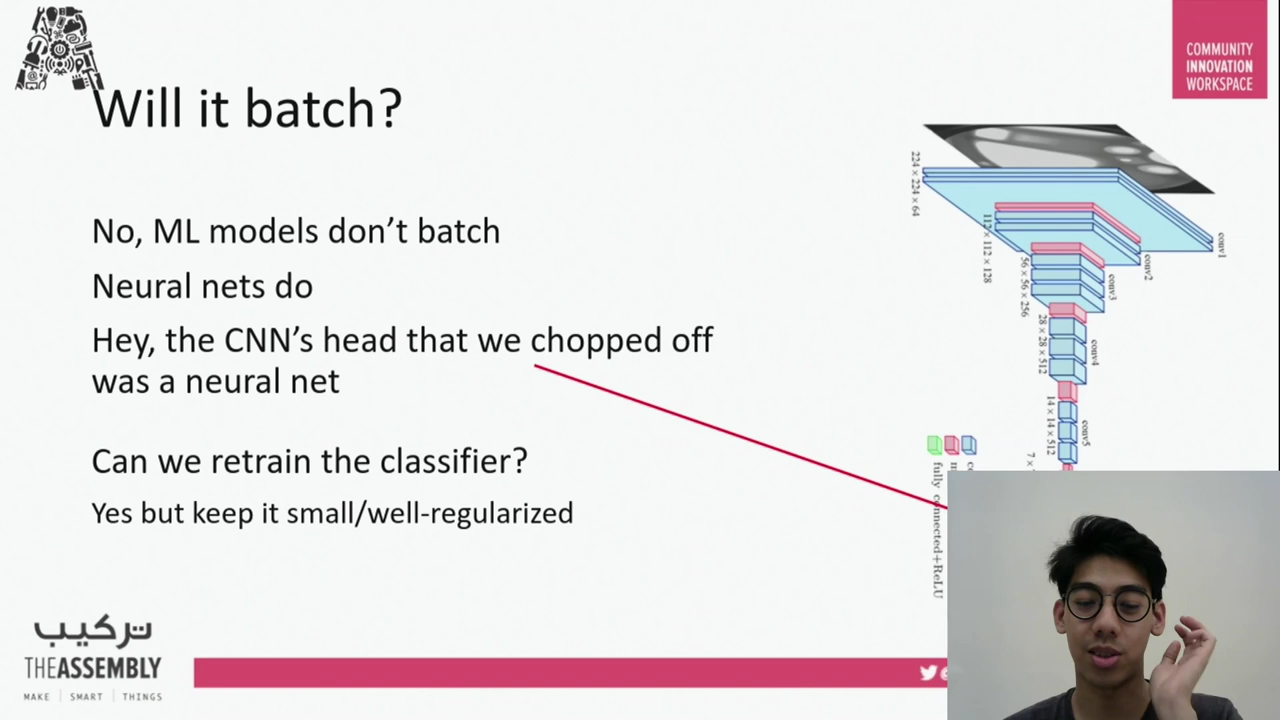 COMMUNITY
INNOVATION
WORKSPACE
Will it batch?
No, ML models don’t batch
Neural nets do
Hey, the CNN’s head that we chopped off
was a neural net
Can we retrain the classifier?
Yes but keep it small/well-regularized
224 × 224 × 64
conv1
112 × 112 × 128
conv2
56 × 56 × 256
conv3
28 × 28 × 512
conv4
14 × 14 × 512
conv5
7 ×
fully connected+ReLU
تركيب
THEASSEMBLY
MAKE | SMART | THINGS